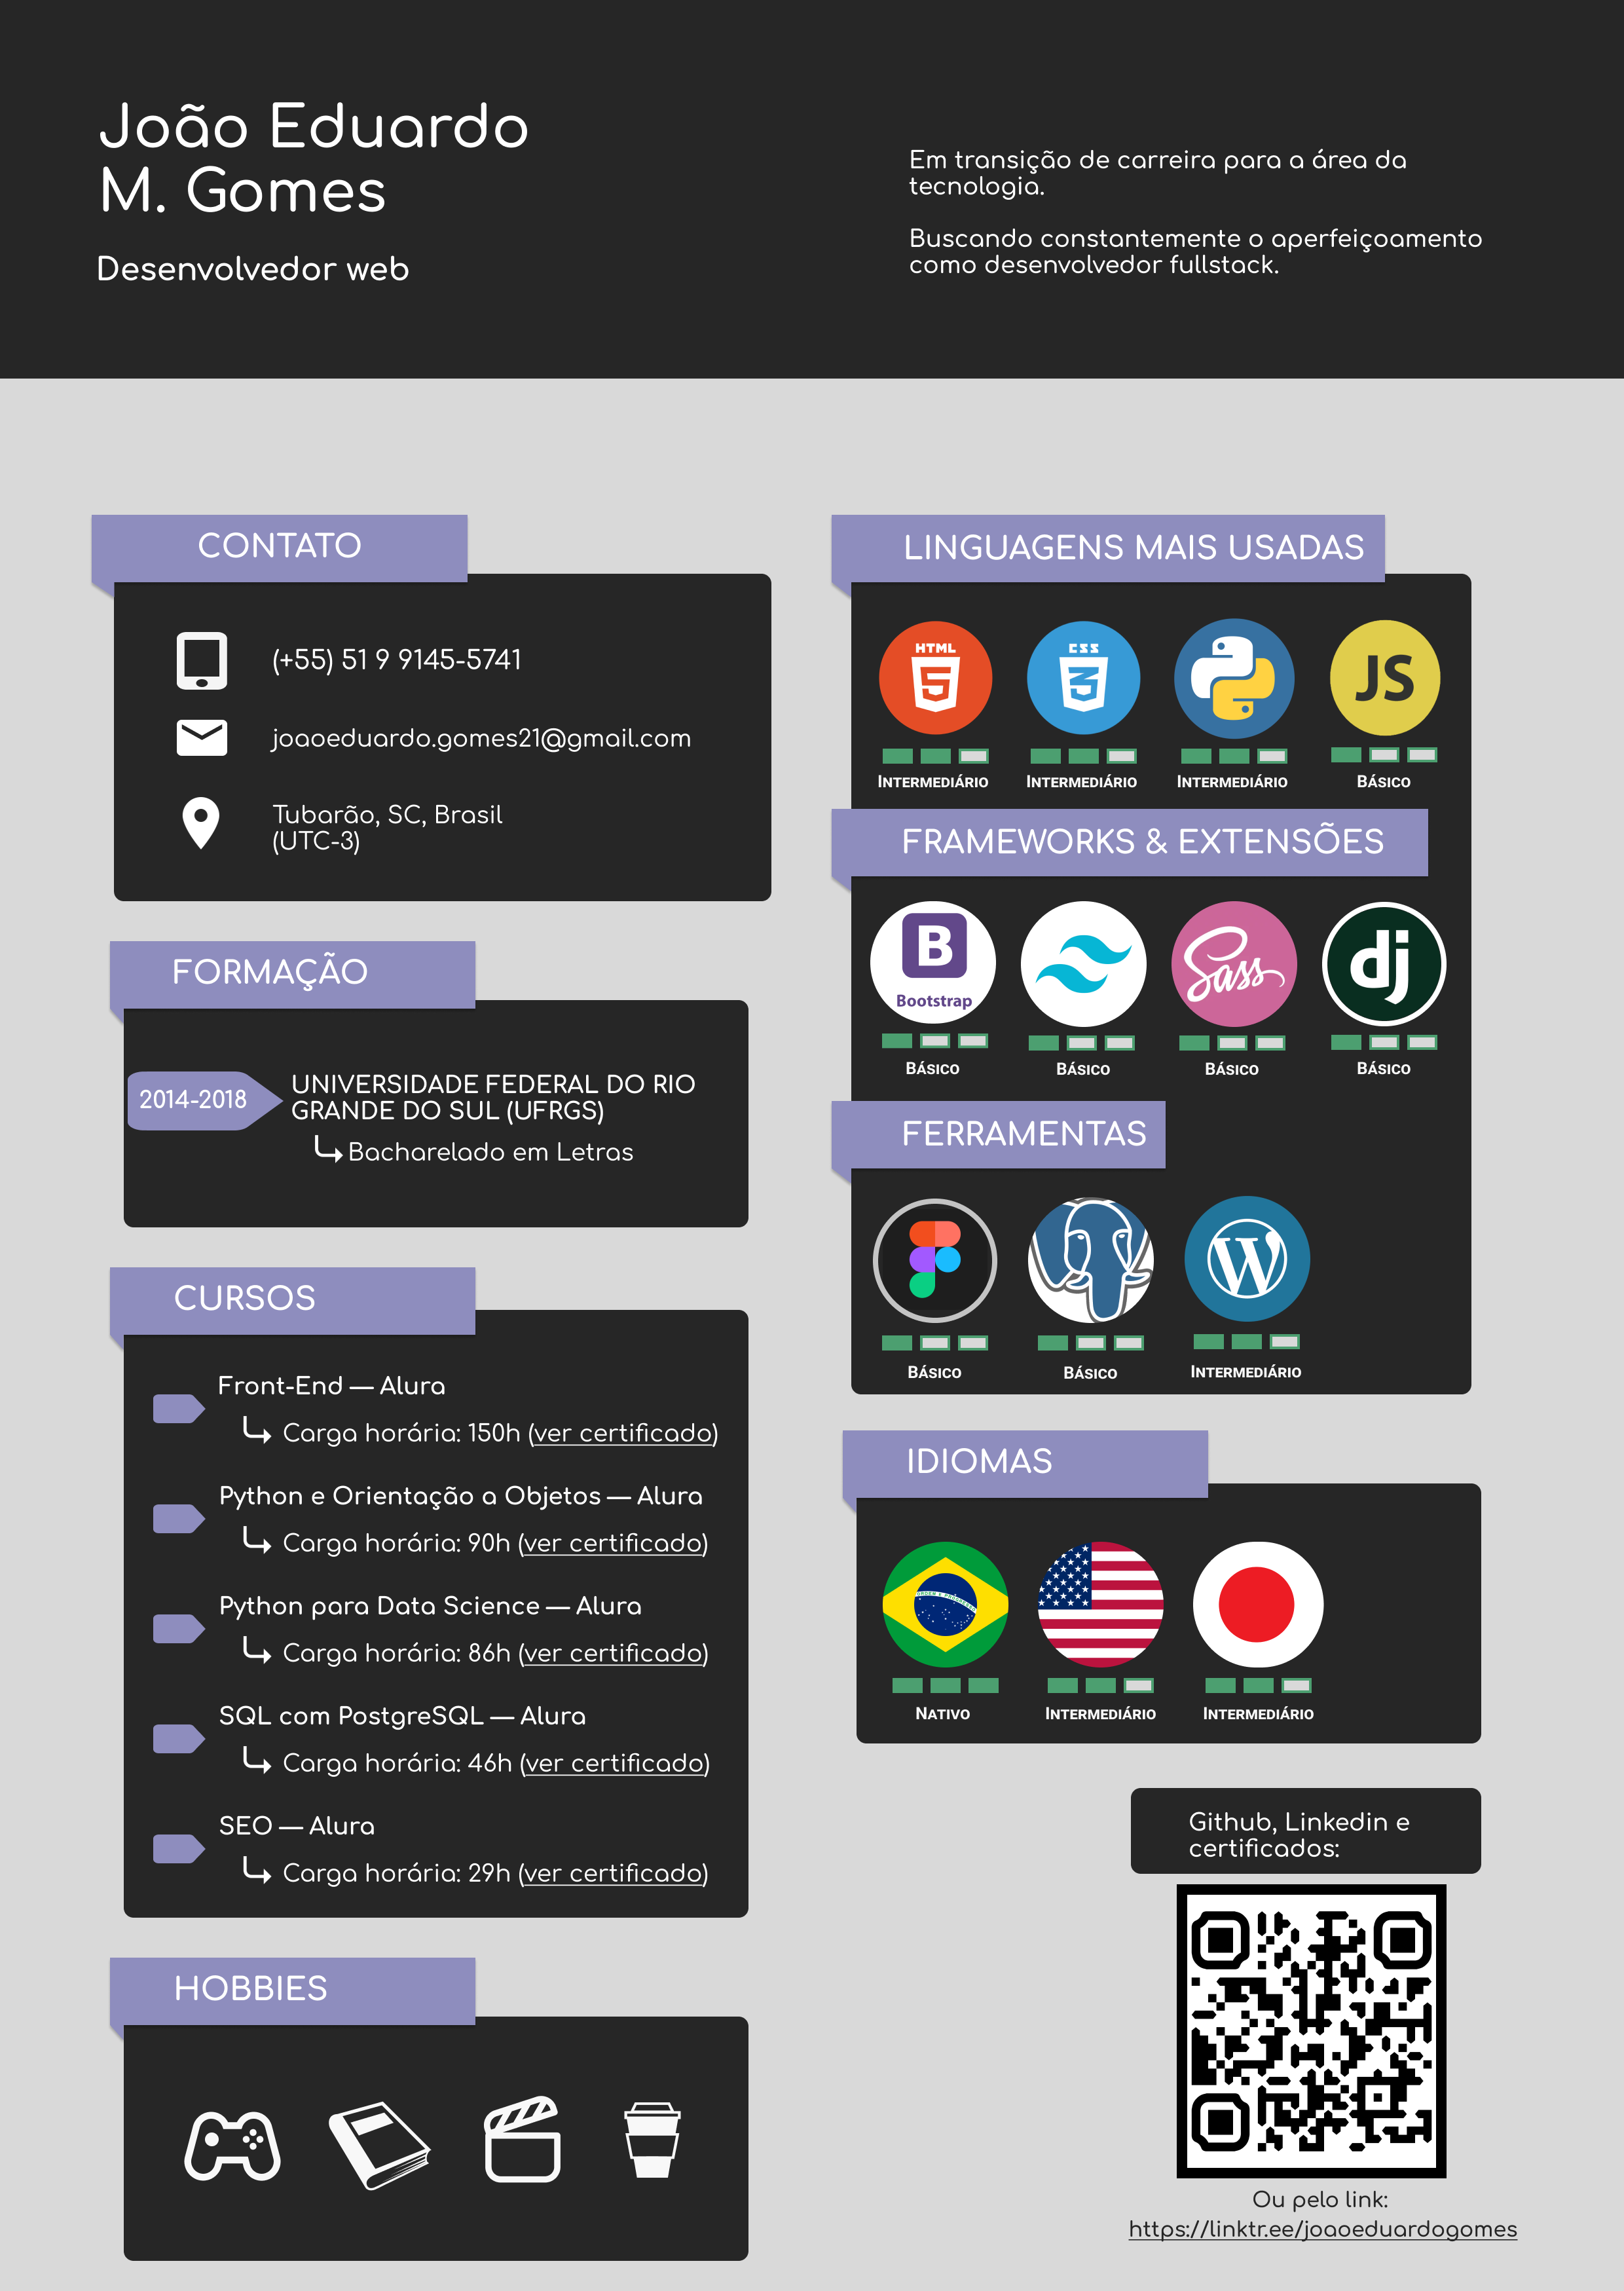 João Eduardo
M. Gomes
Desenvolvedor web
Em transição de carreira para a área da
tecnologia.
Buscando constantemente o aperfeiçoamento
como desenvolvedor fullstack.
CONTATO
(+55) 51 9 9145-5741
joaoeduardo.gomes21@gmail.com
Tubarão, SC, Brasil
(UTC-3)
FORMAÇÃO
2014-2018
UNIVERSIDADE FEDERAL DO RIO
GRANDE DO SUL (UFRGS)
Bacharelado em Letras
CURSOS
Front-End — Alura
Carga horária: 150h (ver certificado)
Python e Orientação a Objetos — Alura
Carga horária: 90h (ver certificado)
Python para Data Science — Alura
Carga horária: 86h (ver certificado)
SQL com PostgreSQL — Alura
Carga horária: 46h (ver certificado)
SEO — Alura
Carga horária: 29h (ver certificado)
HOBBIES
LINGUAGENS MAIS USADAS
HTML 5 CSS 3 JS
INTERMEDIÁRIO INTERMEDIÁRIO INTERMEDIÁRIO BÁSICO
FRAMEWORKS & EXTENSÕES
B Sass dj
Bootstrap
BÁSICO BÁSICO BÁSICO BÁSICO
FERRAMENTAS
W
BÁSICO BÁSICO INTERMEDIÁRIO
IDIOMAS
NATIVO INTERMEDIÁRIO INTERMEDIÁRIO
Github, Linkedin e
certificados:
Ou pelo link:
https://linktr.ee/joaoeduardogomes